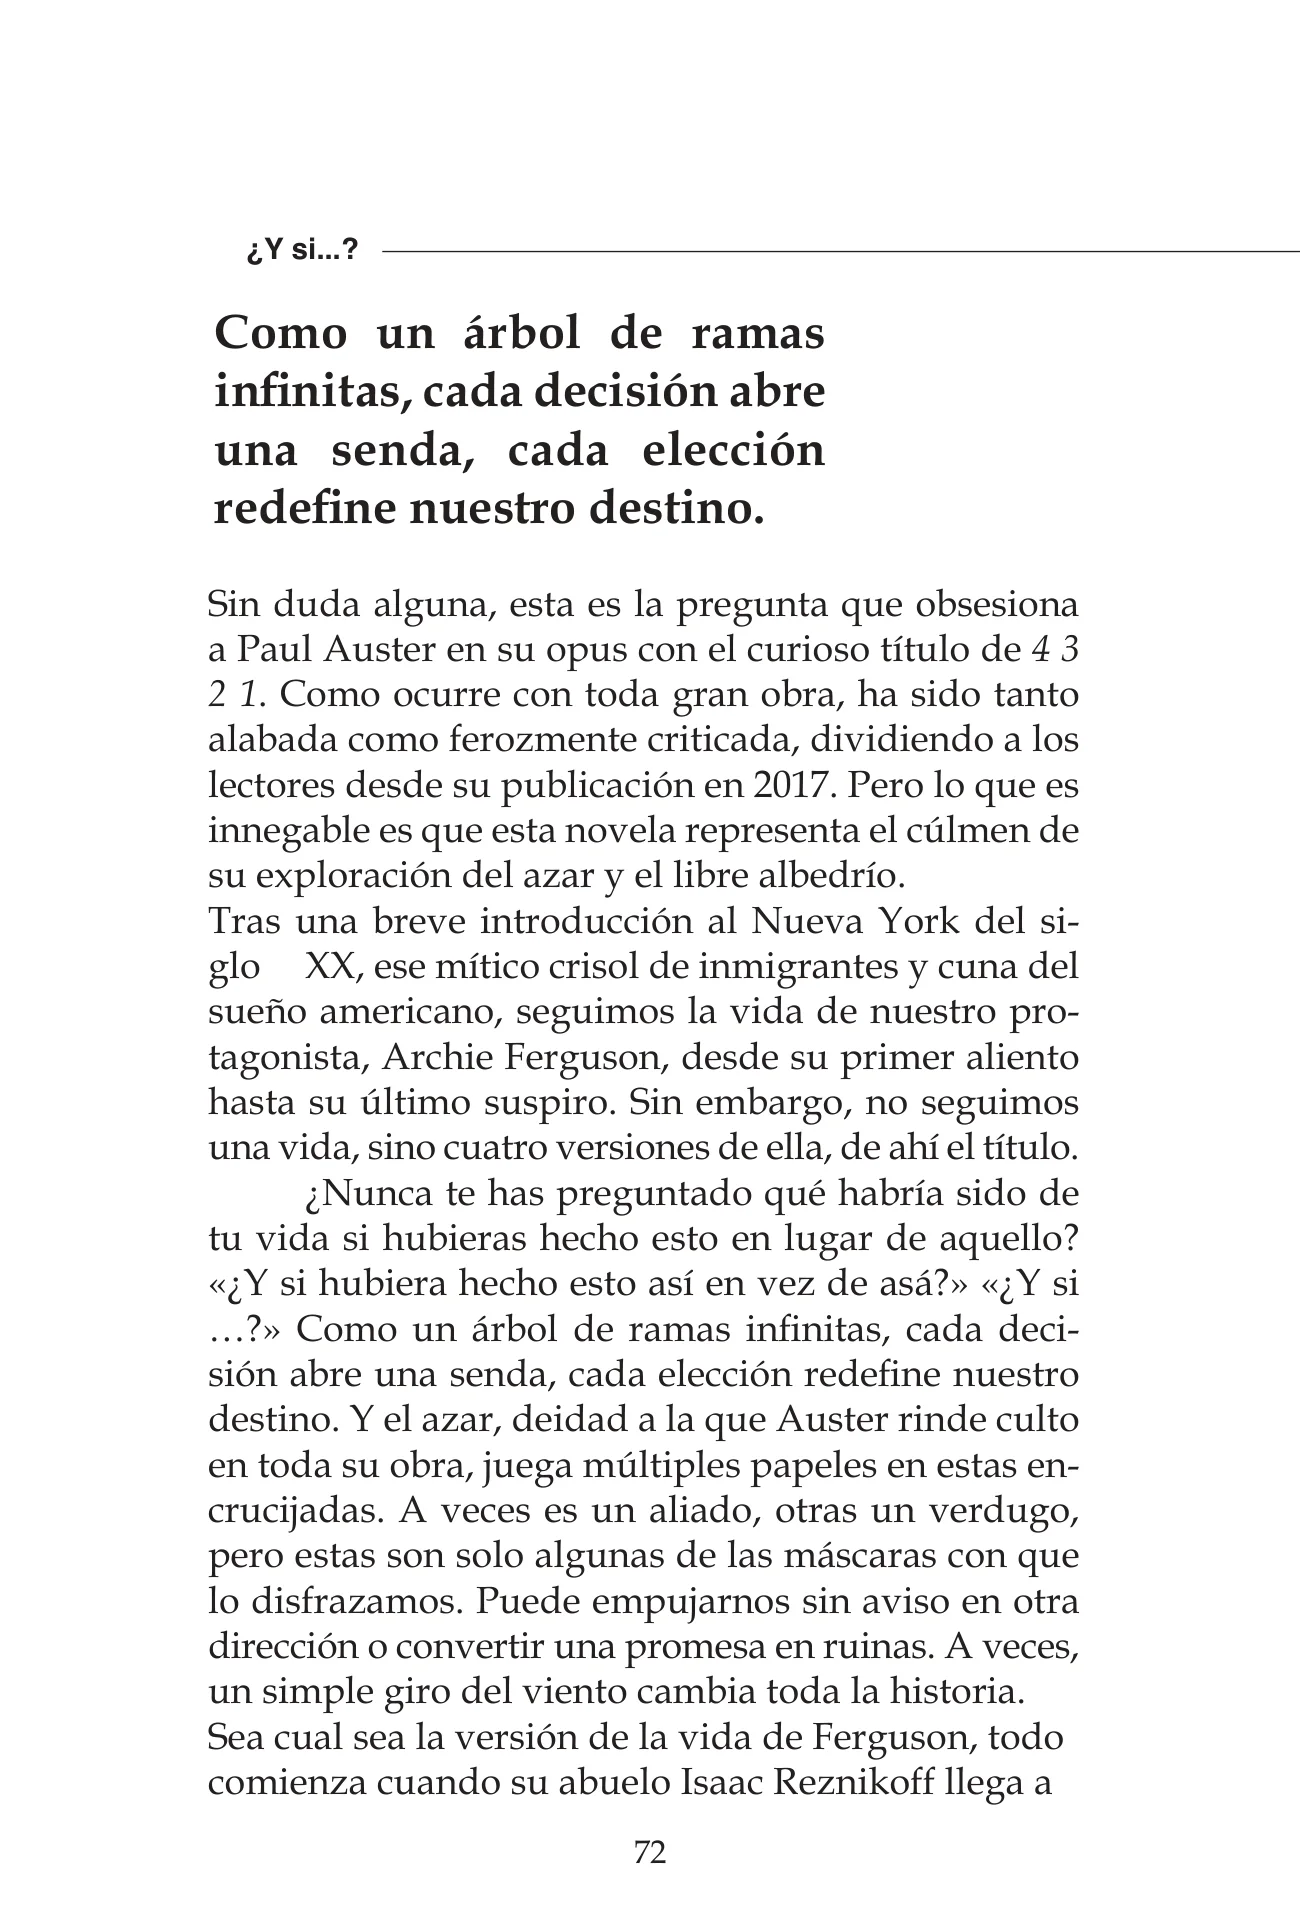 ¿Y si...?
Como un árbol de ramas
infinitas, cada decisión abre
una senda, cada elección
redefine nuestro destino.
Sin duda alguna, esta es la pregunta que obsesiona
a Paul Auster en su opus con el curioso título de 4 3
2 1. Como ocurre con toda gran obra, ha sido tanto
alabada como ferozmente criticada, dividiendo a los
lectores desde su publicación en 2017. Pero lo que es
innegable es que esta novela representa el cúlmen de
su exploración del azar y el libre albedrío.
Tras una breve introducción al Nueva York del si-
glo XX, ese mítico crisol de inmigrantes y cuna del
sueño americano, seguimos la vida de nuestro pro-
tagonista, Archie Ferguson, desde su primer aliento
hasta su último suspiro. Sin embargo, no seguimos
una vida, sino cuatro versiones de ella, de ahí el título.
¿Nunca te has preguntado qué habría sido de
tu vida si hubieras hecho esto en lugar de aquello?
«¿Y si hubiera hecho esto así en vez de asá?» «¿Y si
…?» Como un árbol de ramas infinitas, cada deci-
sión abre una senda, cada elección redefine nuestro
destino. Y el azar, deidad a la que Auster rinde culto
en toda su obra, juega múltiples papeles en estas en-
crucijadas. A veces es un aliado, otras un verdugo,
pero estas son solo algunas de las máscaras con que
lo disfrazamos. Puede empujarnos sin aviso en otra
dirección o convertir una promesa en ruinas. A veces,
un simple giro del viento cambia toda la historia.
Sea cual sea la versión de la vida de Ferguson, todo
comienza cuando su abuelo Isaac Reznikoff llega a
72